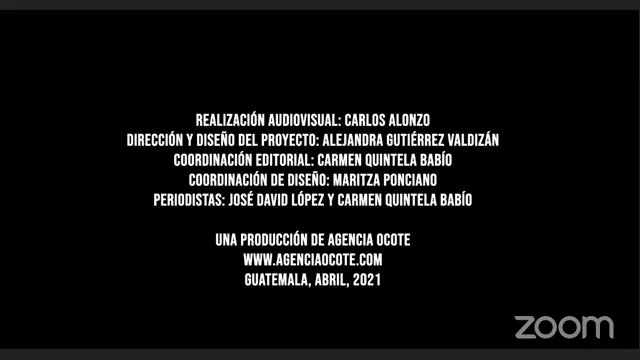 REALIZACIÓN AUDIOVISUAL: CARLOS ALONZO
DIRECCIÓN Y DISEÑO DEL PROYECTO: ALEJANDRA GUTIÉRREZ VALDIZÁN
COORDINACIÓN EDITORIAL: CARMEN QUINTELA BABÍO
COORDINACIÓN DE DISEÑO: MARITZA PONCIANO
PERIODISTAS: JOSÉ DAVID LÓPEZ Y CARMEN QUINTELA BABÍO
UNA PRODUCCIÓN DE AGENCIA OCOTE
WWW.AGENCIAOCOTE.COM
GUATEMALA, ABRIL, 2021
zoom